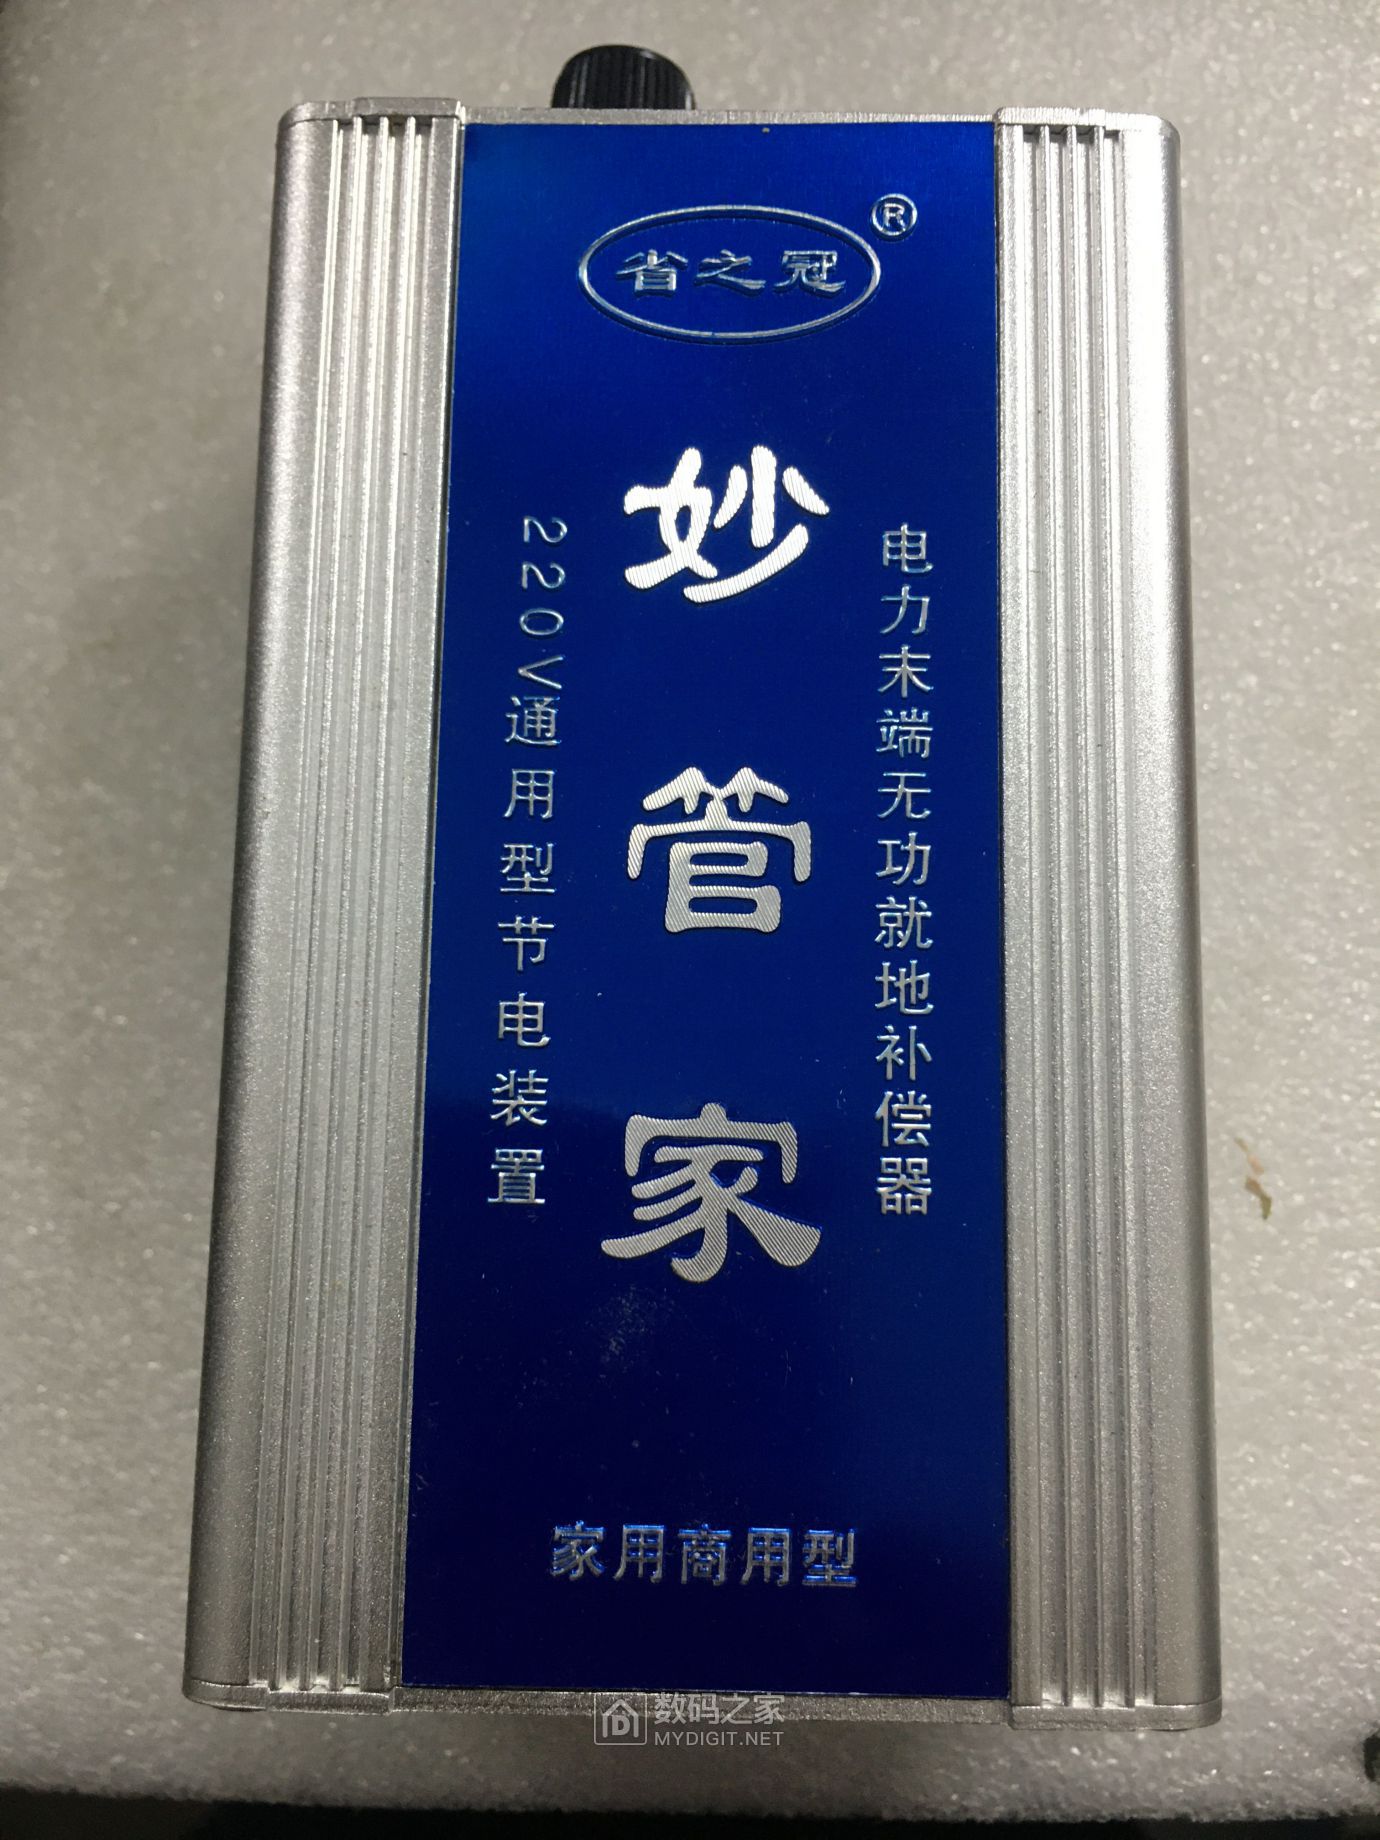 省之冠®
妙管家
电力末端无功就地补偿器
220V通用型节电装置
家用商用型
数码之家
MYDIGIT.NET